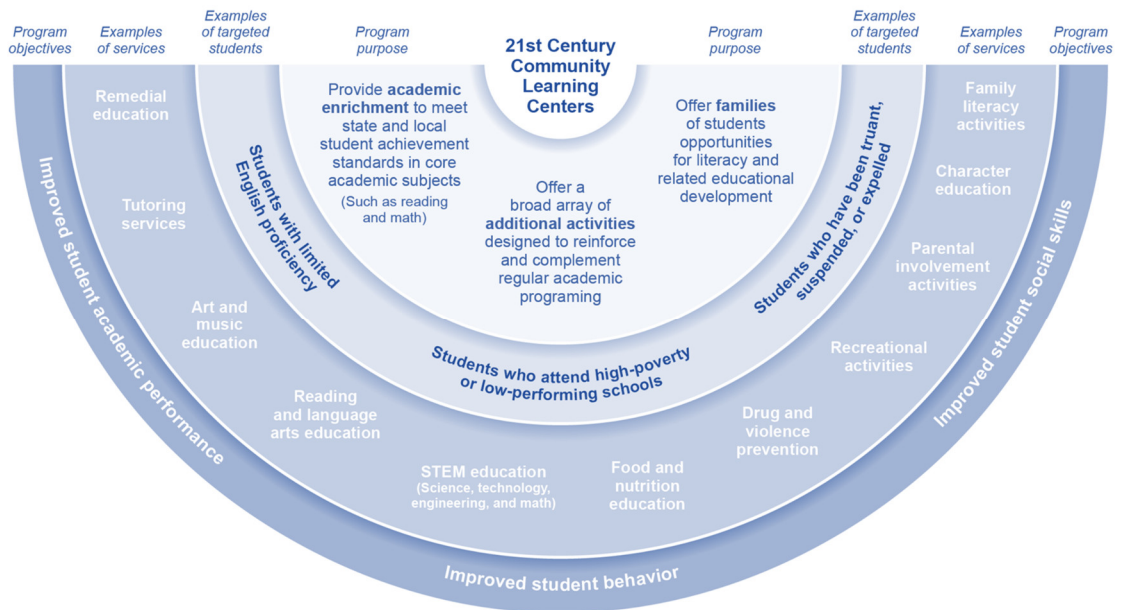 Program
objectives
Examples
of services
Examples
of targeted
students
Program
purpose
21st Century
Community
Learning
Centers
Program
purpose
Examples
of targeted
students
Examples
of services
Program
objectives
Provide academic
enrichment to meet
state and local
student achievement
standards in core
academic subjects
(Such as reading
and math)
Offer a
broad array of
additional activities
designed to reinforce
and complement
regular academic
programing
Offer families
of students
opportunities
for literacy and
related educational
development
Students with limited
English proficiency
Students who attend high-poverty
or low-performing schools
Students who have been truant,
suspended, or expelled
Remedial
education
Tutoring
services
Art and
music
education
Reading
and language
arts education
STEM education
(Science, technology,
engineering, and math)
Food and
nutrition
education
Drug and
violence
prevention
Recreational
activities
Parental
involvement
activities
Character
education
Family
literacy
activities
Improved student academic performance
Improved student behavior
Improved student social skills